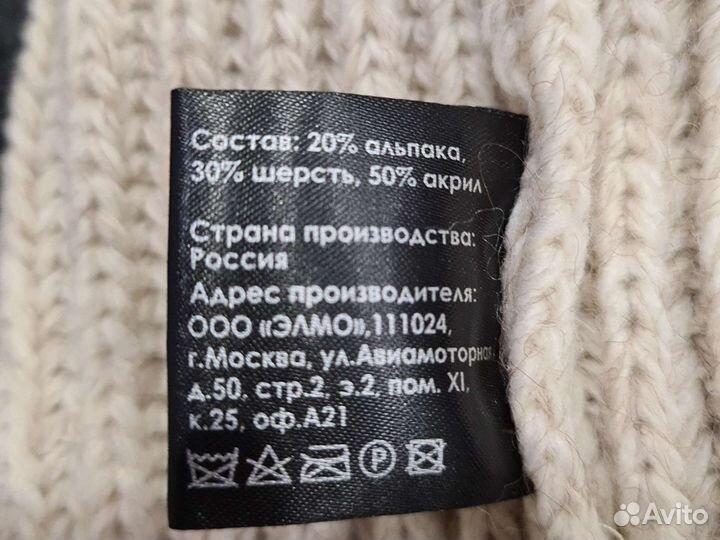 Состав: 20% альпака,
30% шерсть, 50% акрил
Страна производства:
Россия
Адрес производителя:
ООО «ЭЛМО»,111024,
г.Москва, ул.Авиамоторная
д.50. стр.2, э.2, пом. XI,
к.25, оф.А21
P
Avito